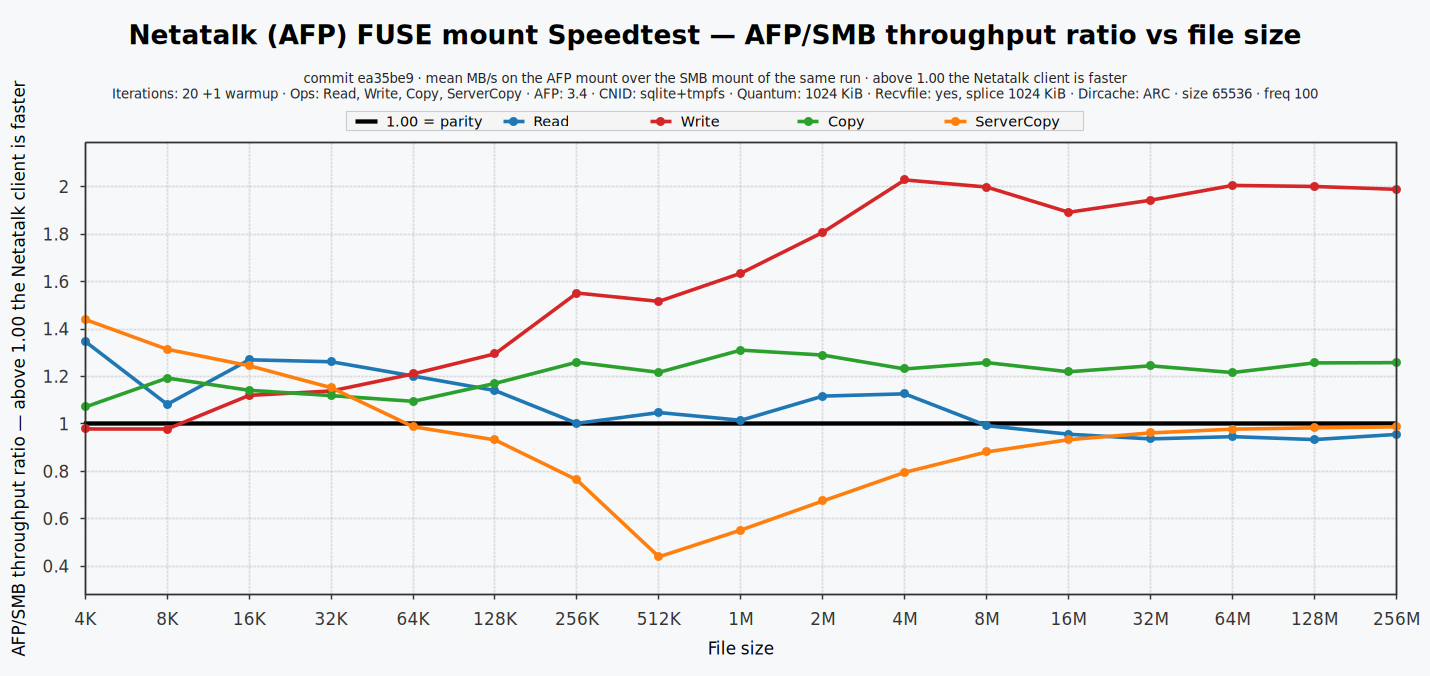 Netatalk (AFP) FUSE mount Speedtest — AFP/SMB throughput ratio vs file size
commit ea35be9 · mean MB/s on the AFP mount over the SMB mount of the same run · above 1.00 the Netatalk client is faster
Iterations: 20 +1 warmup · Ops: Read, Write, Copy, ServerCopy · AFP: 3.4 · CNID: sqlite+tmpfs · Quantum: 1024 KiB · Recvfile: yes, splice 1024 KiB · Dircache: ARC · size 65536 · freq 100
1.00 = parity Read Write Copy ServerCopy
AFP/SMB throughput ratio — above 1.00 the Netatalk client is faster
2
1.8
1.6
1.4
1.2
1
0.8
0.6
0.4
4K 8K 16K 32K 64K 128K 256K 512K 1M 2M 4M 8M 16M 32M 64M 128M 256M
File size